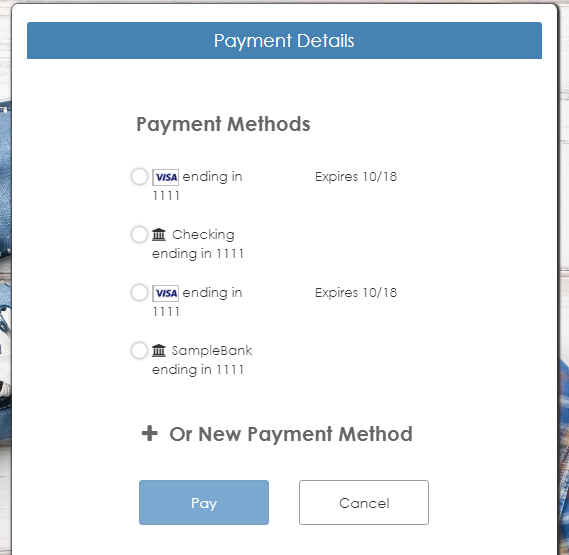 Payment Details
Payment Methods
VISA ending in Expires 10/18
1111
Checking
ending in 1111
VISA ending in Expires 10/18
1111
SampleBank
ending in 1111
+ Or New Payment Method
Pay Cancel